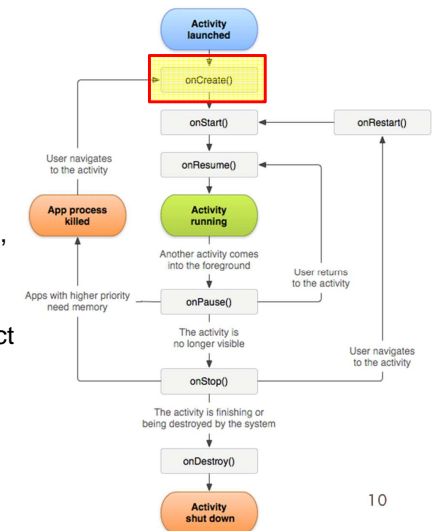 Activity
launched
onCreate()
onStart()
onRestart()
User navigates
to the activity
onResume()
App process
killed
Activity
running
,
Another activity comes
into the foreground
User returns
to the activity
Apps with higher priority
need memory
onPause()
ct
The activity is
no longer visible
User navigates
to the activity
onStop()
The activity is finishing or
being destroyed by the system
onDestroy()
Activity
shut down
10